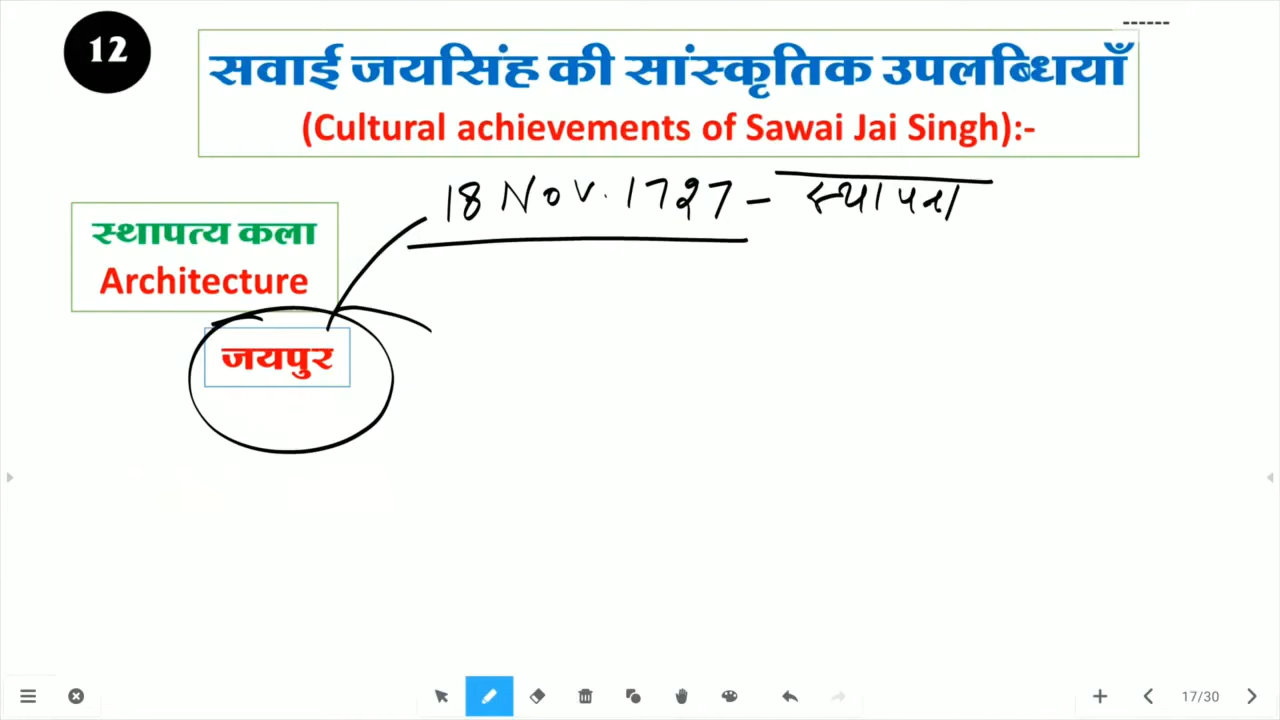 12
सवाई जयसिंह की सांस्कृतिक उपलब्धियाँ
(Cultural achievements of Sawai Jai Singh):-
18 Nov. 1727 - स्थापना
स्थापत्य कला
Architecture
जयपुर
17/30